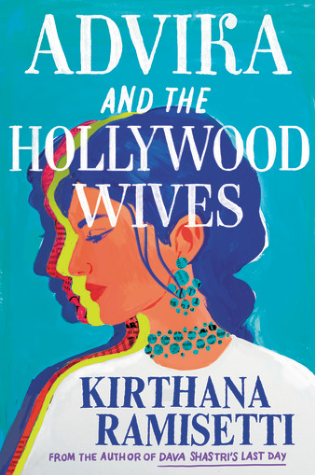 ADVIKA
AND THE
HOLLYWOOD
WIVES
KIRTHANA
RAMISETTI
FROM THE AUTHOR OF DAVA SHASTRI'S LAST DAY